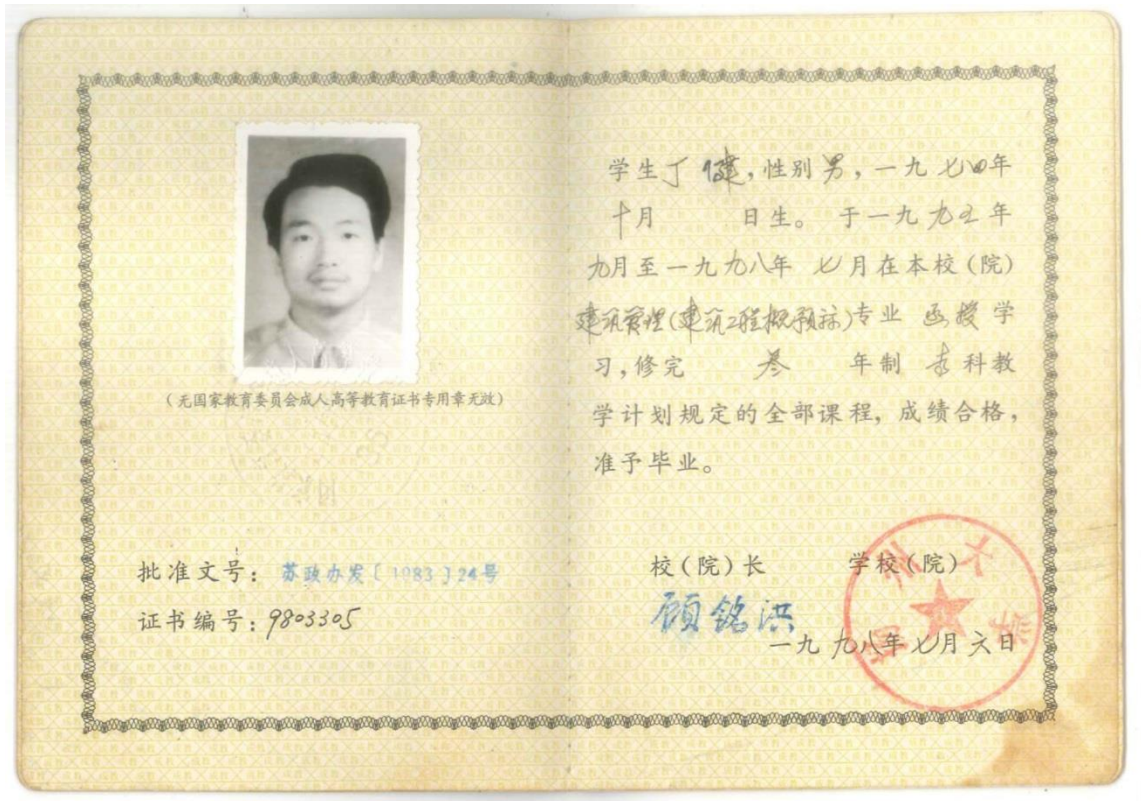 (无国家教育委员会成人高等教育证书专用章无效)
批准文号：苏政办发〔1983〕24号
证书编号：9803305
学生丁健，性别男，一九七四年
十月 日生。于一九九五年
九月至一九九八年 七月在本校(院)
建筑管理(建筑工程概预标)专业 函授学
习，修完 叁 年制 专科教
学计划规定的全部课程，成绩合格，
准予毕业。
校(院)长 学校(院)
顾铭洪
一九九八年七月六日
州大学